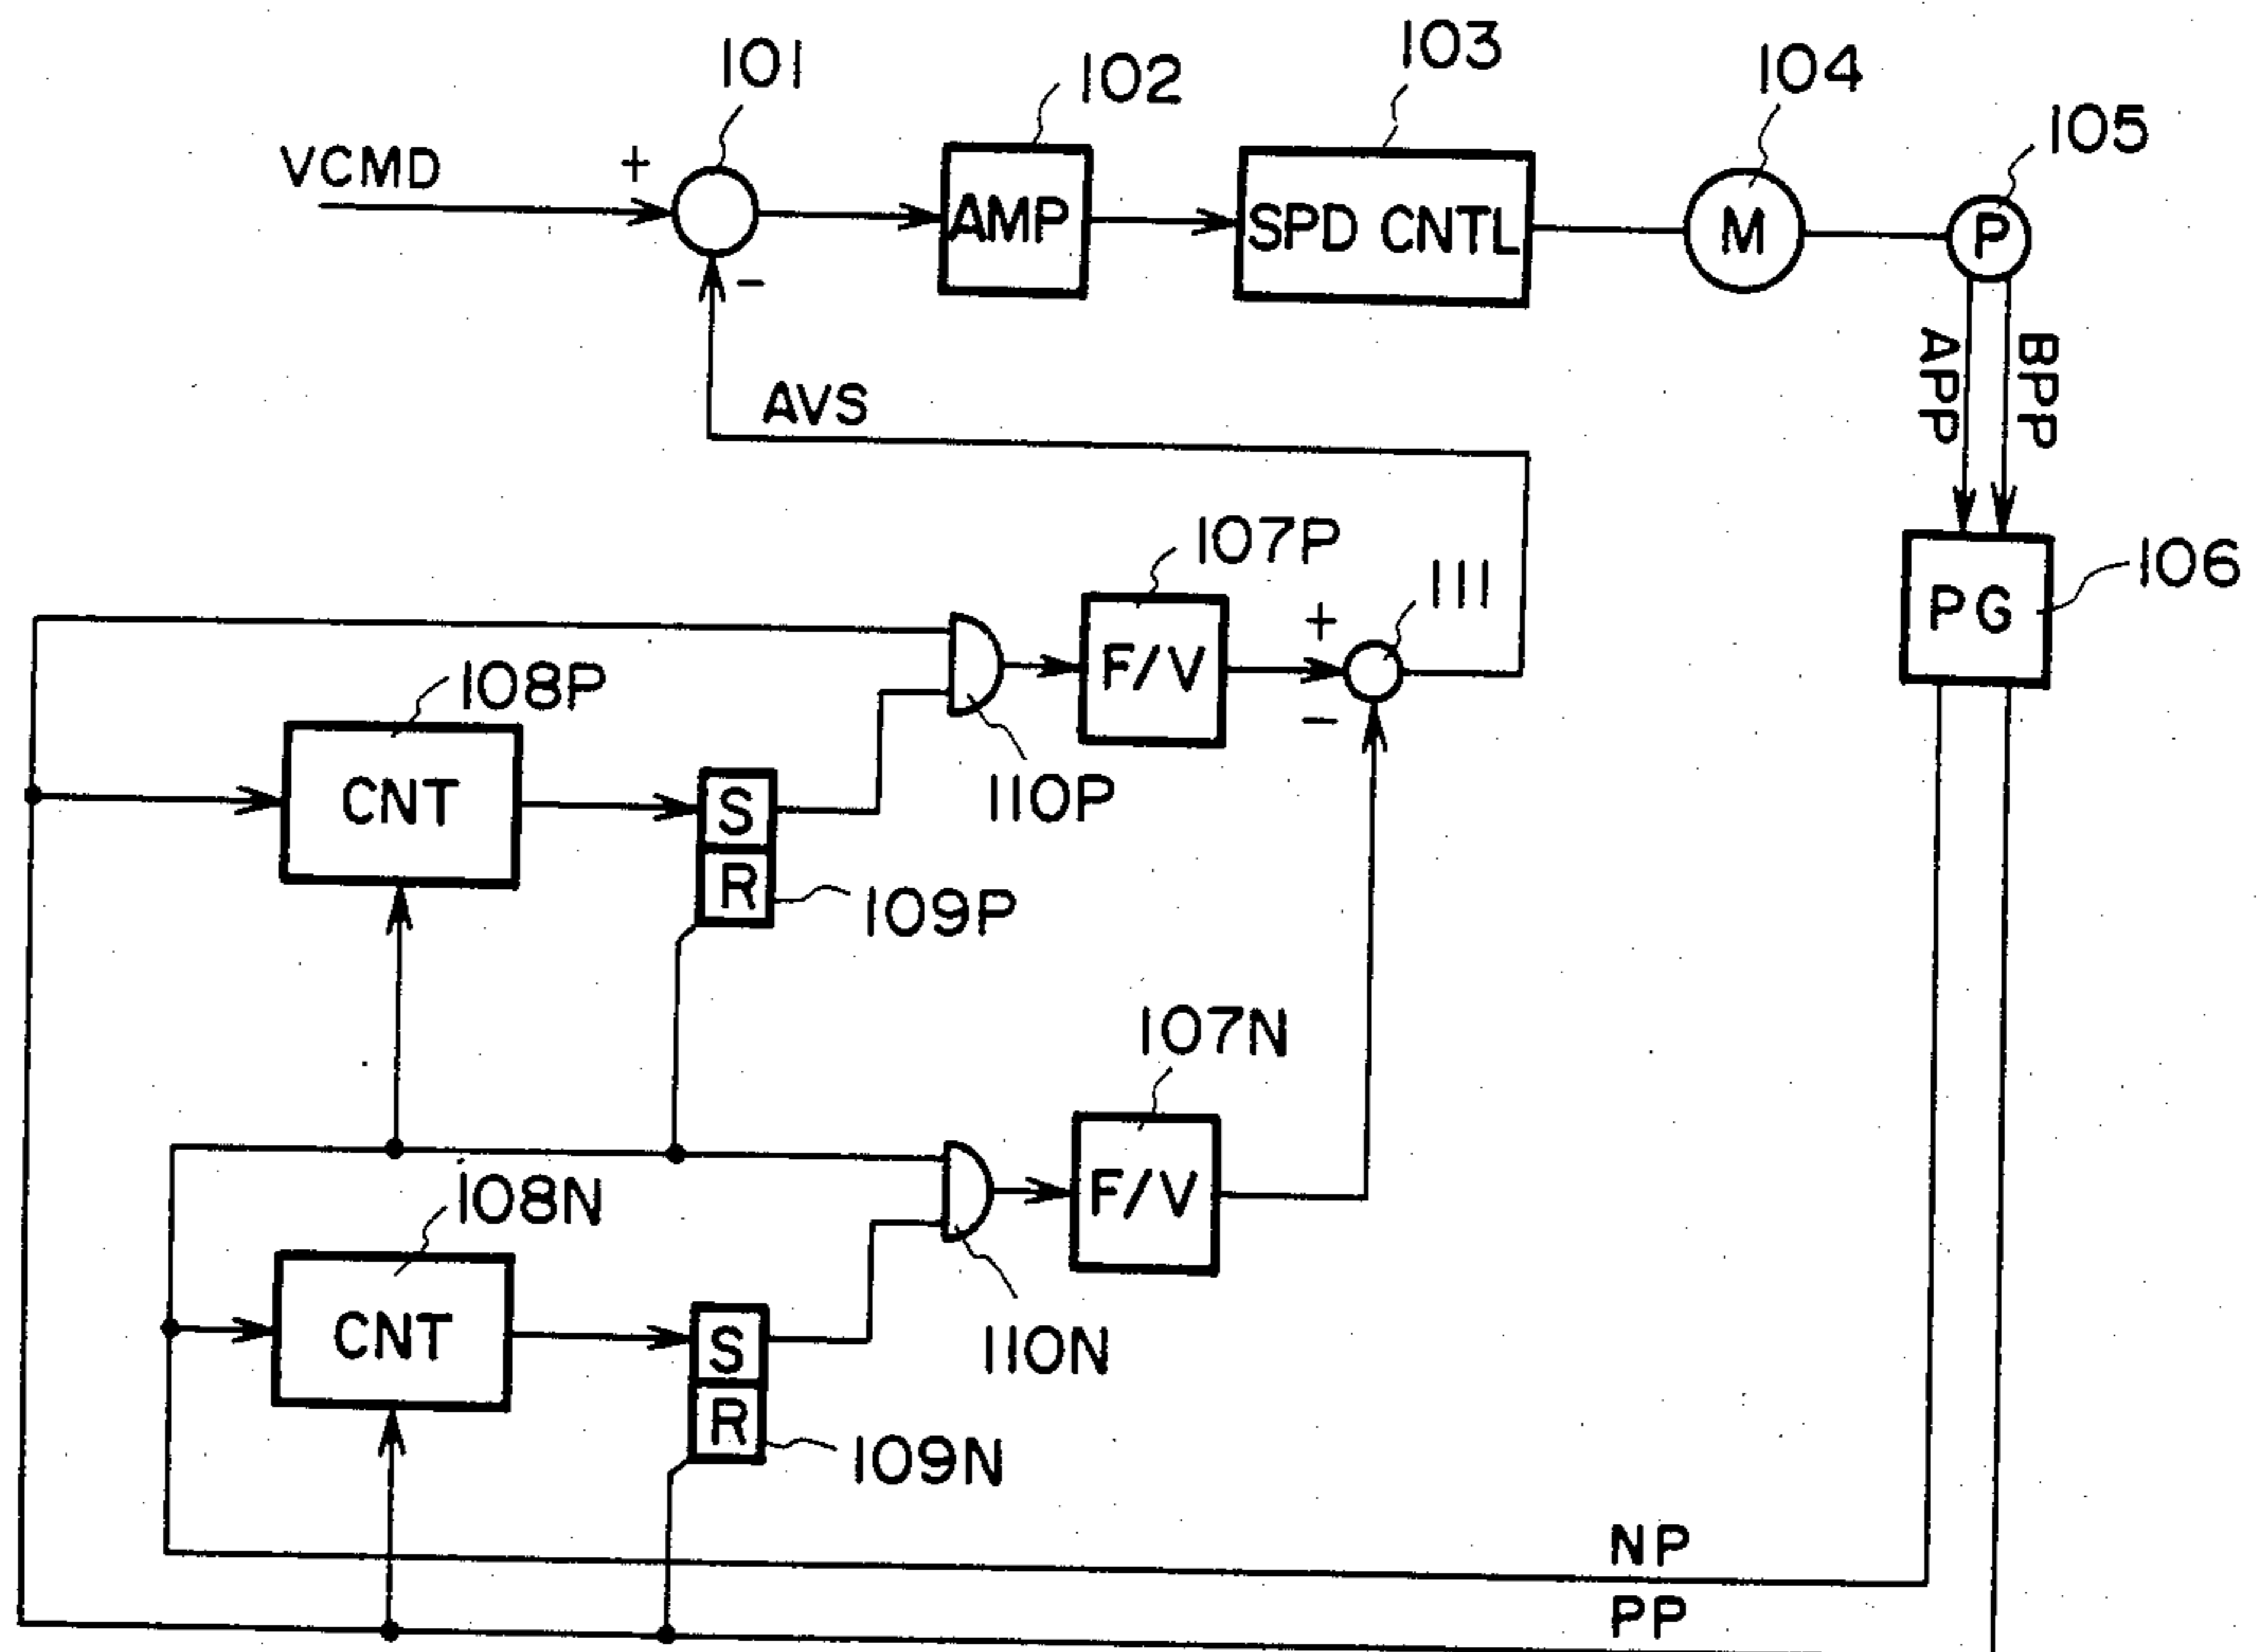 101
102
103
104
105
VCMD
+
AMP
SPD CNTL
M
P
-
APP
BPP
AVS
107P
111
106
+
PG
F/V
108P
-
CNT
S
110P
R
109P
107N
108N
F/V
CNT
S
110N
R
109N
NP
PP